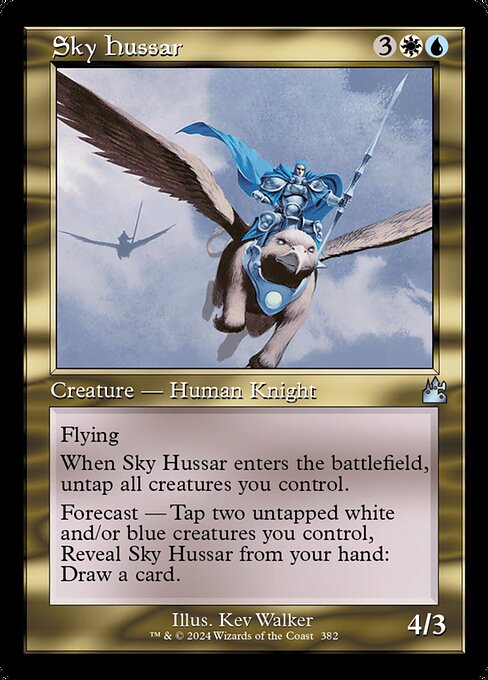 Sky Hussar 3
Creature — Human Knight
Flying
When Sky Hussar enters the battlefield,
untap all creatures you control.
Forecast — Tap two untapped white
and/or blue creatures you control,
Reveal Sky Hussar from your hand:
Draw a card.
Illus. Kev Walker
4/3
™ & © 2024 Wizards of the Coast 382